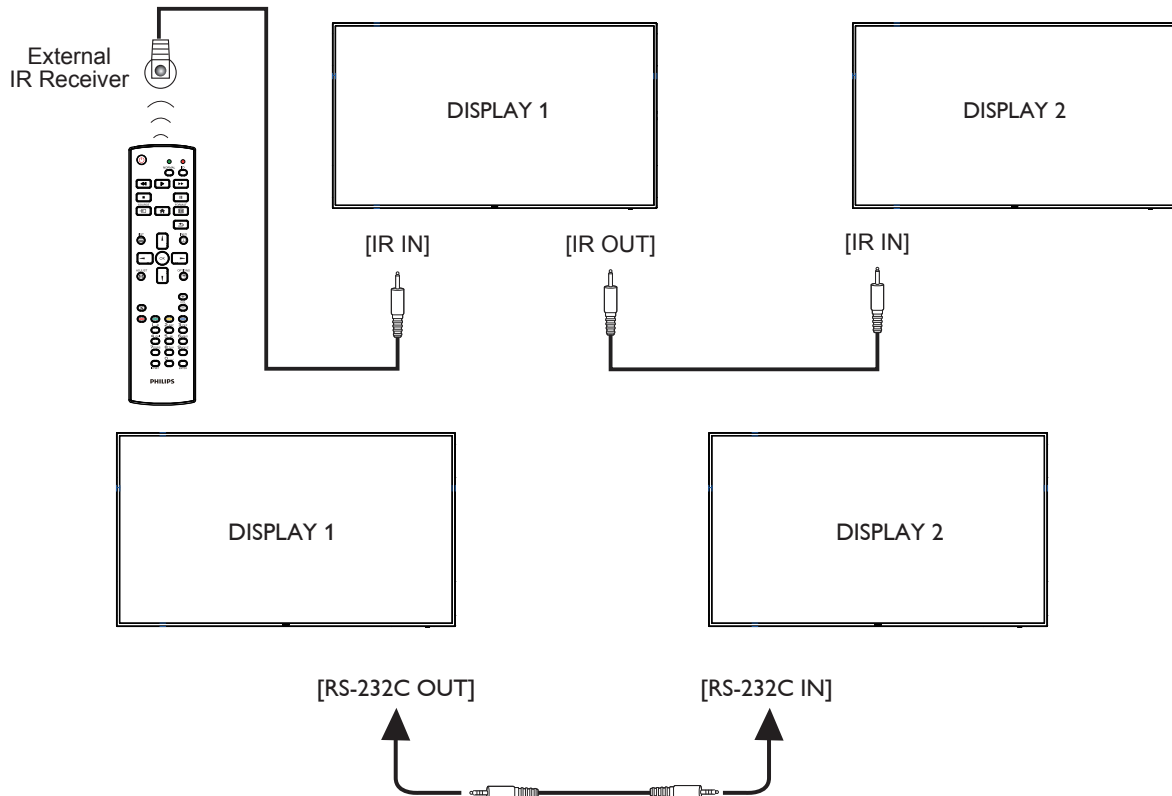 External
IR Receiver
DISPLAY 1
DISPLAY 2
[IR IN]
[IR OUT]
[IR IN]
PHILIPS
DISPLAY 1
DISPLAY 2
[RS-232C OUT]
[RS-232C IN]